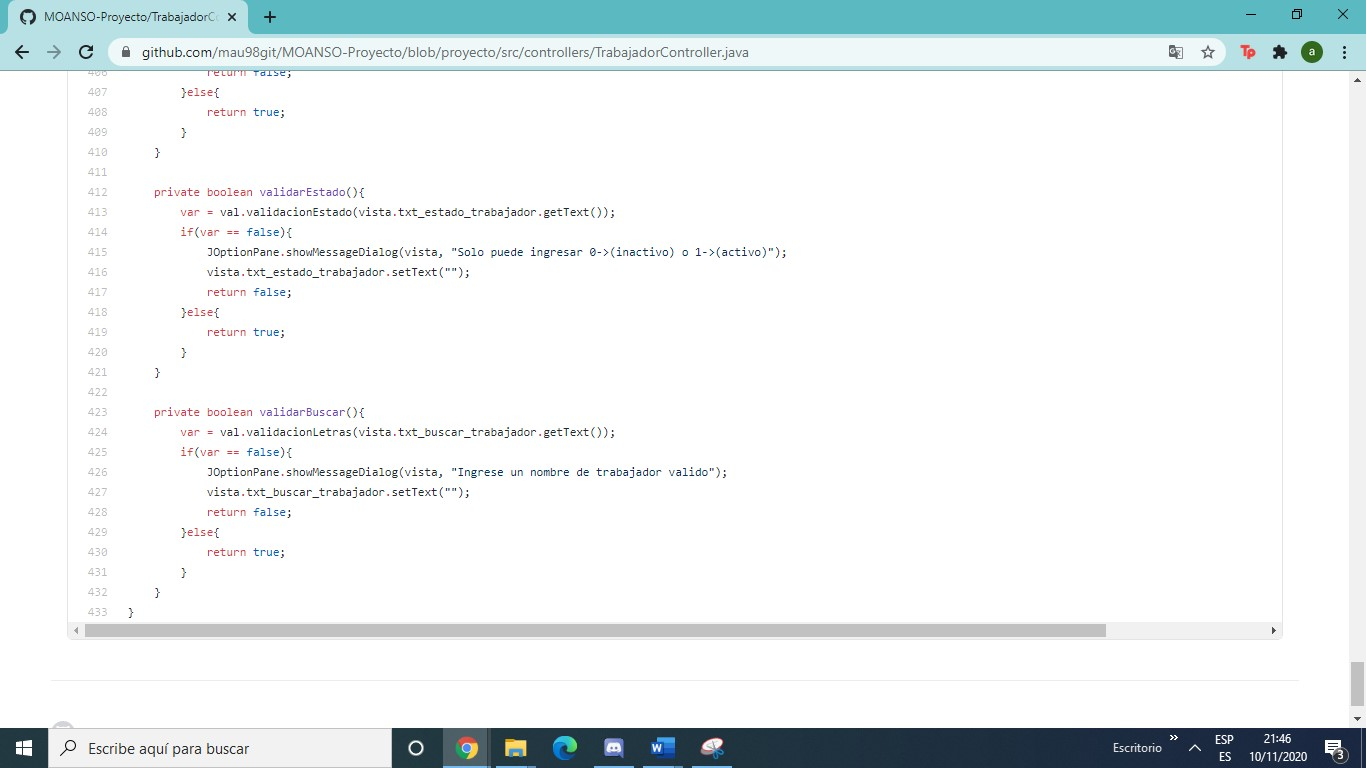 MOANSO-Proyecto/TrabajadorCo
github.com/mau98git/MOANSO-Proyecto/blob/proyecto/src/controllers/TrabajadorController.java
Tp
a
406 return false;
407 }else{
408 return true;
409 }
410 }
411
412 private boolean validarEstado(){
413 var = val.validacionEstado(vista.txt_estado_trabajador.getText());
414 if(var == false){
415 JOptionPane.showMessageDialog(vista, "Solo puede ingresar 0->(inactivo) o 1->(activo)");
416 vista.txt_estado_trabajador.setText("");
417 return false;
418 }else{
419 return true;
420 }
421 }
422
423 private boolean validarBuscar(){
424 var = val.validacionLetras(vista.txt_buscar_trabajador.getText());
425 if(var == false){
426 JOptionPane.showMessageDialog(vista, "Ingrese un nombre de trabajador valido");
427 vista.txt_buscar_trabajador.setText("");
428 return false;
429 }else{
430 return true;
431 }
432 }
433 }
Escribe aquí para buscar
Escritorio
ESP
ES
21:46
10/11/2020
3